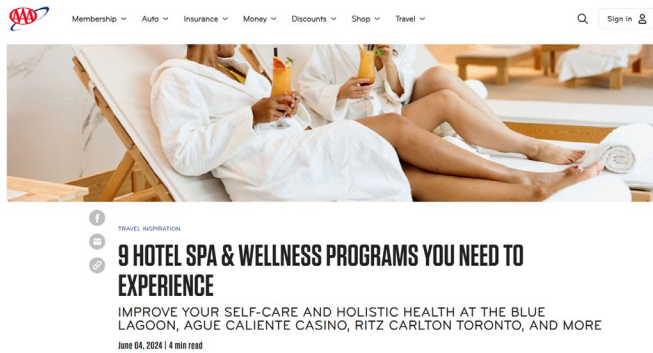 AAA
Membership Auto Insurance Money Discounts Shop Travel Sign in
TRAVEL INSPIRATION
9 HOTEL SPA & WELLNESS PROGRAMS YOU NEED TO
EXPERIENCE
IMPROVE YOUR SELF-CARE AND HOLISTIC HEALTH AT THE BLUE
LAGOON, AGUE CALIENTE CASINO, RITZ CARLTON TORONTO, AND MORE
June 04, 2024 | 4 min read